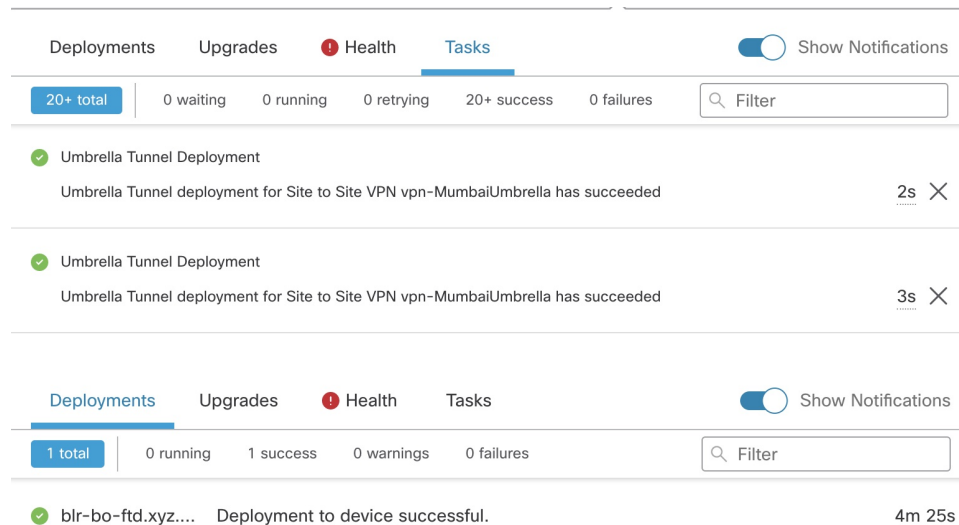 Deployments Upgrades ! Health Tasks Show Notifications
20+ total 0 waiting 0 running 0 retrying 20+ success 0 failures Filter
Umbrella Tunnel Deployment
Umbrella Tunnel deployment for Site to Site VPN vpn-MumbaiUmbrella has succeeded 2s
Umbrella Tunnel Deployment
Umbrella Tunnel deployment for Site to Site VPN vpn-MumbaiUmbrella has succeeded 3s
Deployments Upgrades ! Health Tasks Show Notifications
1 total 0 running 1 success 0 warnings 0 failures Filter
blr-bo-ftd.xyz.... Deployment to device successful. 4m 25s